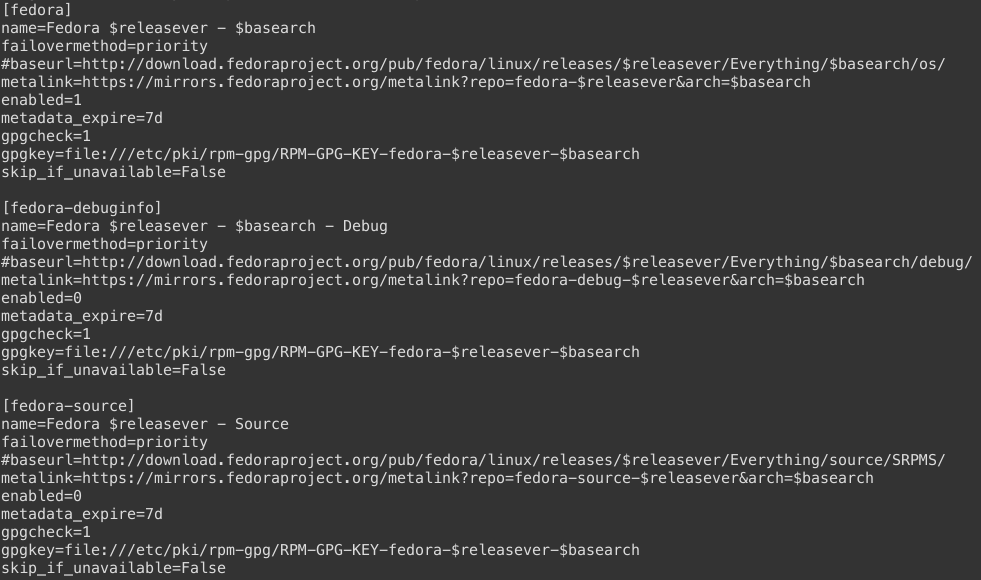 [fedora]
name=Fedora $releasever - $basearch
failovermethod=priority
#baseurl=http://download.fedoraproject.org/pub/fedora/linux/releases/$releasever/Everything/$basearch/os/
metalink=https://mirrors.fedoraproject.org/metalink?repo=fedora-$releasever&arch=$basearch
enabled=1
metadata_expire=7d
gpgcheck=1
gpgkey=file:///etc/pki/rpm-gpg/RPM-GPG-KEY-fedora-$releasever-$basearch
skip_if_unavailable=False

[fedora-debuginfo]
name=Fedora $releasever - $basearch - Debug
failovermethod=priority
#baseurl=http://download.fedoraproject.org/pub/fedora/linux/releases/$releasever/Everything/$basearch/debug/
metalink=https://mirrors.fedoraproject.org/metalink?repo=fedora-debug-$releasever&arch=$basearch
enabled=0
metadata_expire=7d
gpgcheck=1
gpgkey=file:///etc/pki/rpm-gpg/RPM-GPG-KEY-fedora-$releasever-$basearch
skip_if_unavailable=False

[fedora-source]
name=Fedora $releasever - Source
failovermethod=priority
#baseurl=http://download.fedoraproject.org/pub/fedora/linux/releases/$releasever/Everything/source/SRPMS/
metalink=https://mirrors.fedoraproject.org/metalink?repo=fedora-source-$releasever&arch=$basearch
enabled=0
metadata_expire=7d
gpgcheck=1
gpgkey=file:///etc/pki/rpm-gpg/RPM-GPG-KEY-fedora-$releasever-$basearch
skip_if_unavailable=False